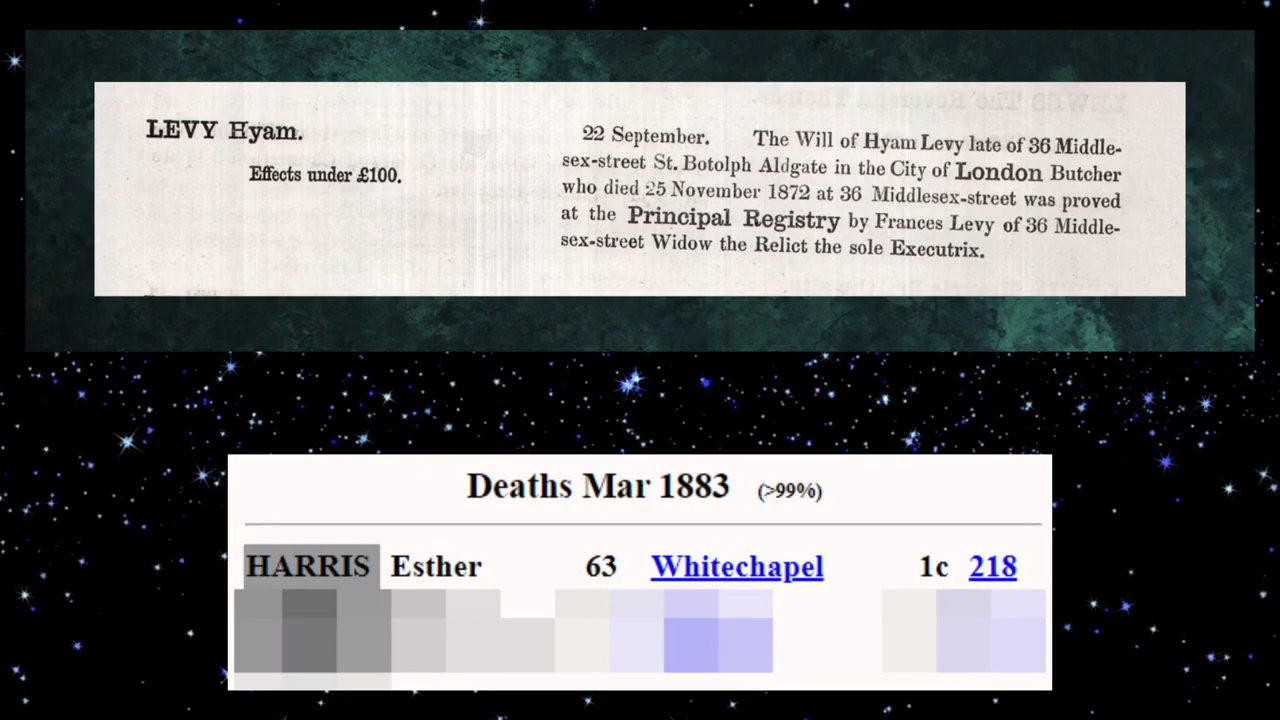 LEVY Hyam.
Effects under £100.
22 September. The Will of Hyam Levy late of 36 Middle-
sex-street St. Botolph Aldgate in the City of London Butcher
who died 25 November 1872 at 36 Middlesex-street was proved
at the Principal Registry by Frances Levy of 36 Middle-
sex-street Widow the Relict the sole Executrix.
Deaths Mar 1883 (>99%)
HARRIS Esther 63 Whitechapel 1c 218